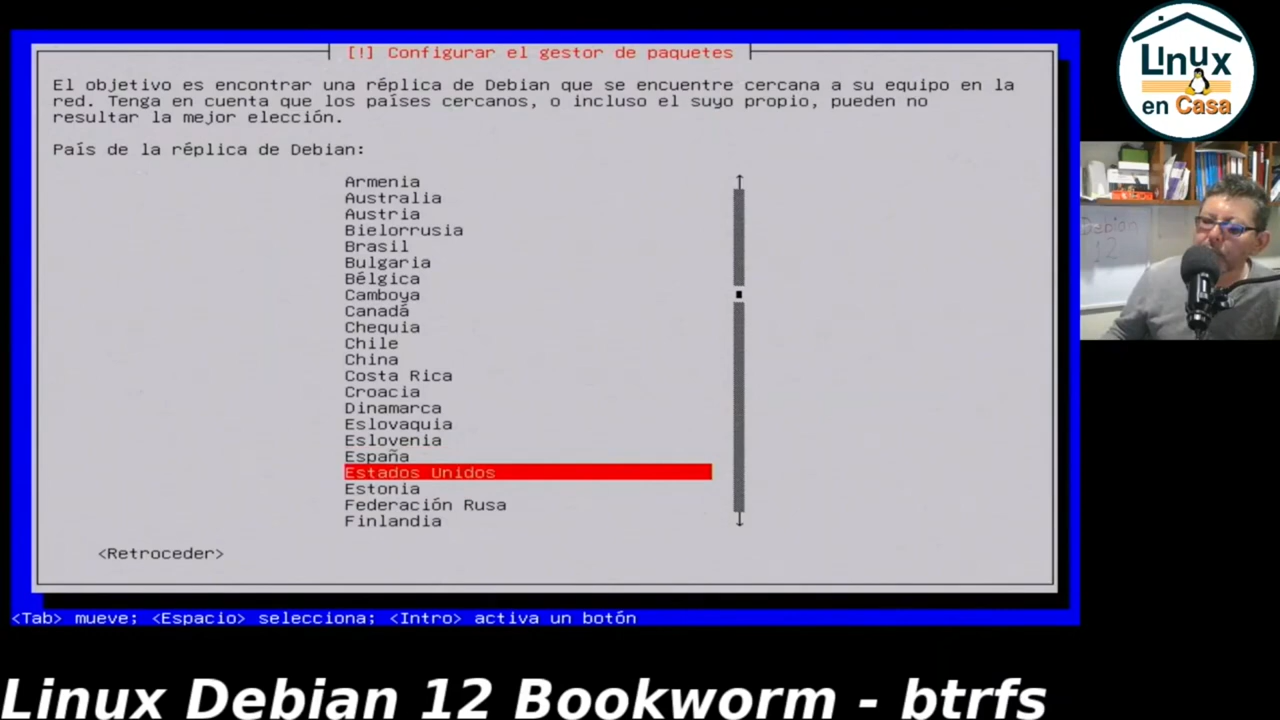 [!] Configurar el gestor de paquetes
El objetivo es encontrar una réplica de Debian que se encuentre cercana a su equipo en la
red. Tenga en cuenta que los países cercanos, o incluso el suyo propio, pueden no
resultar la mejor elección.
País de la réplica de Debian:
Armenia
Australia
Austria
Bielorrusia
Brasil
Bulgaria
Bélgica
Camboya
Canadá
Chequia
Chile
China
Costa Rica
Croacia
Dinamarca
Eslovaquia
Eslovenia
España
Estados Unidos
Estonia
Federación Rusa
Finlandia
<Retroceder>
<Tab> mueve; <Espacio> selecciona; <Intro> activa un botón
Linux
en Casa
Debian
12
Linux Debian 12 Bookworm - btrfs